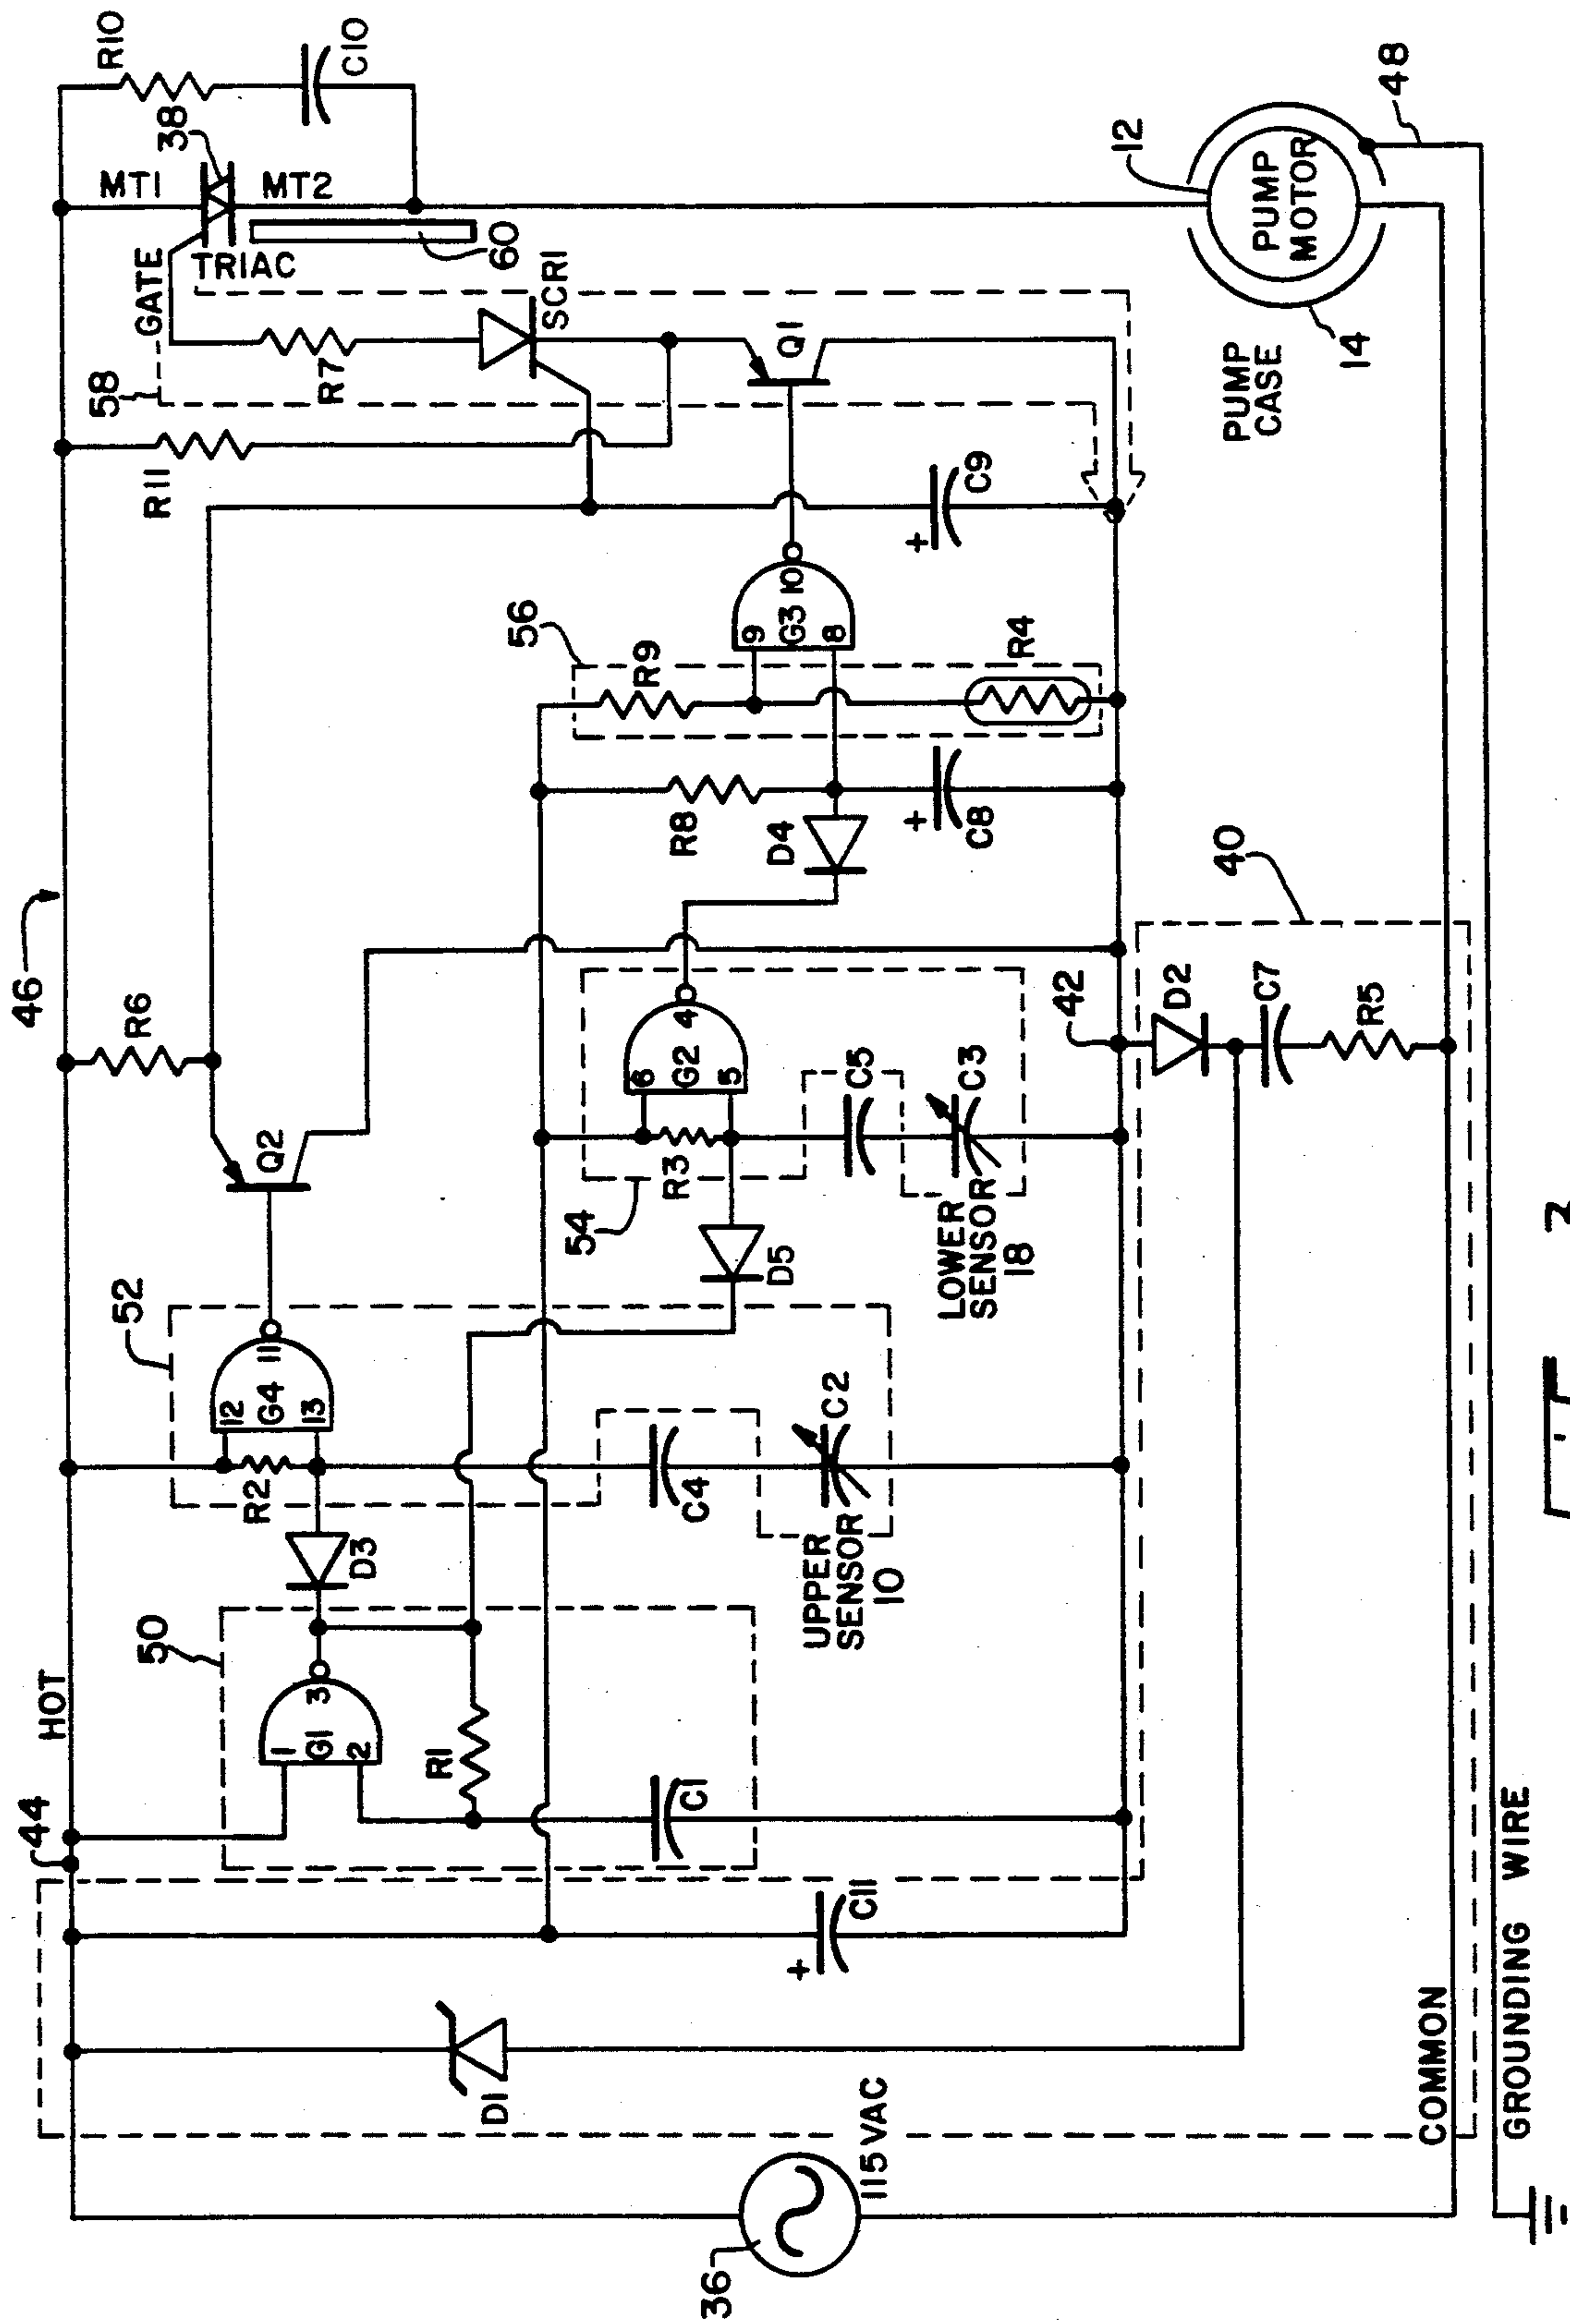 46
HOT
44
R10
C10
38
MT1
MT2
GATE
TRIAC
60
58
R7
SCR1
R11
Q1
R6
Q2
52
12
G4
11
13
R2
D3
50
1
G1
3
2
R1
C1
C4
C2
UPPER
SENSOR
10
54
6
G2
4
5
R3
D5
C5
C3
LOWER
SENSOR
18
56
R9
9
G3
10
8
R4
R8
D4
+
C8
+
C9
42
40
D2
C7
R5
+
C11
D1
36
115VAC
12
PUMP
MOTOR
14
PUMP
CASE
48
COMMON
GROUNDING WIRE